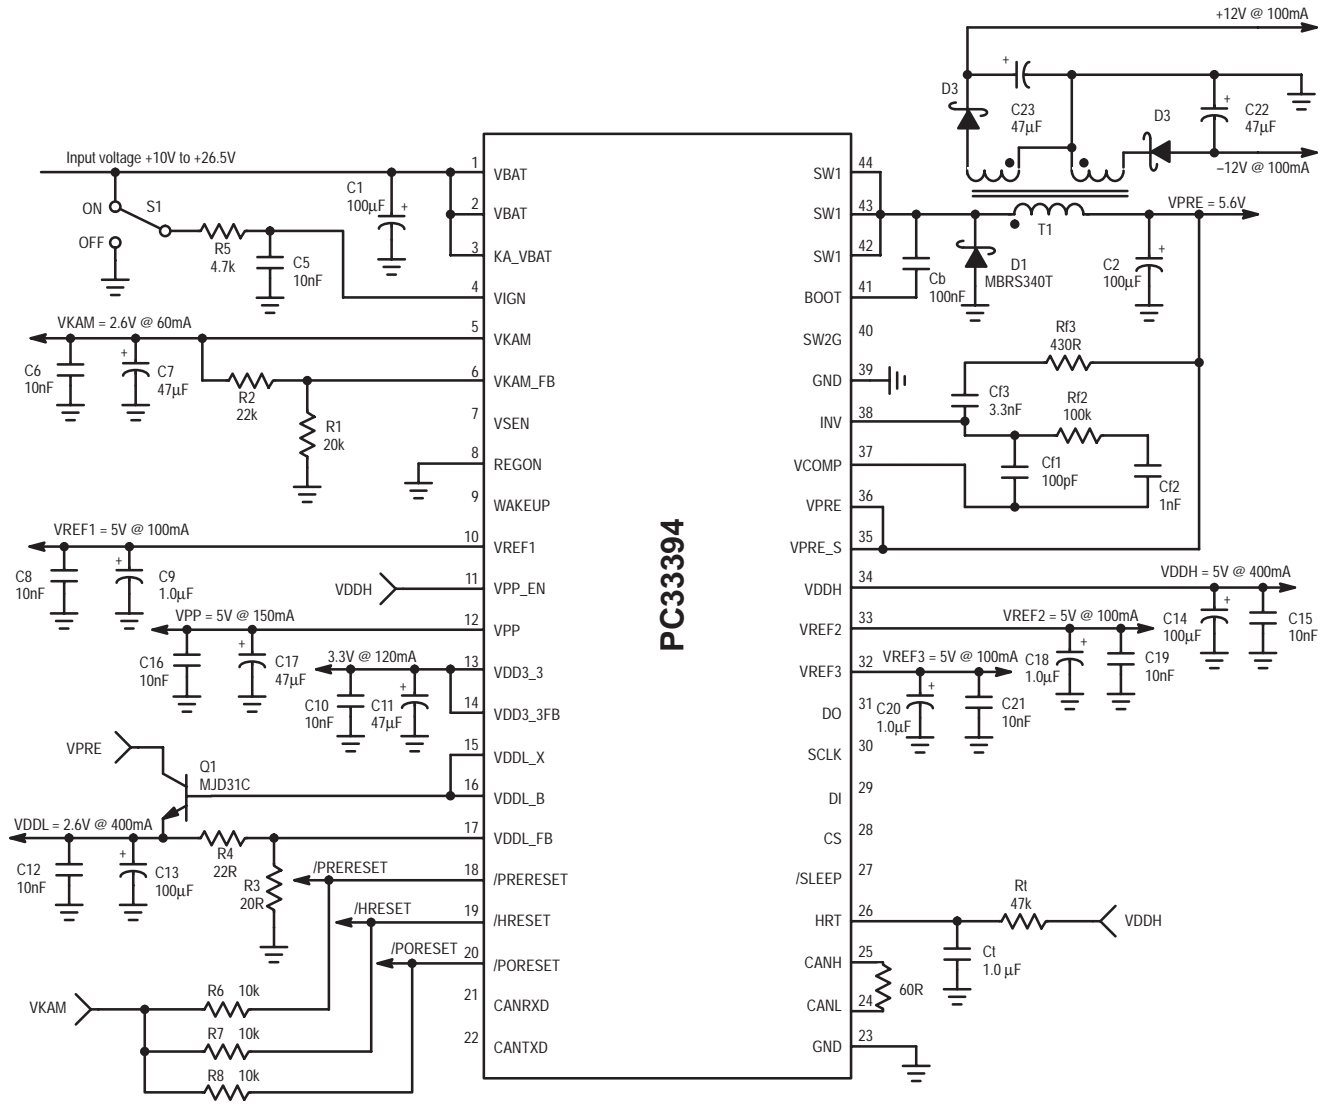 +12V @ 100mA
+
D3
C23
47µF
D3
+
C22
47µF
–12V @ 100mA
Input voltage +10V to +26.5V
ON
S1
OFF
R5
4.7k
C5
10nF
C1
100µF
+
1
VBAT
2
VBAT
3
KA_VBAT
4
VIGN
VKAM = 2.6V @ 60mA
5
VKAM
C6
10nF
+
C7
47µF
R2
22k
6
VKAM_FB
R1
20k
7
VSEN
8
REGON
9
WAKEUP
VREF1 = 5V @ 100mA
10
VREF1
C8
10nF
+
C9
1.0µF
VDDH
11
VPP_EN
VPP = 5V @ 150mA
12
VPP
C16
10nF
+
C17
47µF
3.3V @ 120mA
13
VDD3_3
C10
10nF
+
C11
47µF
14
VDD3_3FB
VPRE
15
VDDL_X
Q1
MJD31C
16
VDDL_B
VDDL = 2.6V @ 400mA
17
VDDL_FB
C12
10nF
+
C13
100µF
R4
22R
R3
20R
/PRERESET
18
/PRERESET
/HRESET
19
/HRESET
/PORESET
20
/PORESET
VKAM
R6 10k
R7 10k
R8 10k
21
CANRXD
22
CANTXD
PC33394
44
SW1
43
SW1
42
SW1
41
BOOT
Cb
100nF
D1
MBRS340T
T1
VPRE = 5.6V
C2
100µF
+
40
SW2G
39
GND
38
INV
Rf3
430R
Cf3
3.3nF
Rf2
100k
37
VCOMP
Cf1
100pF
Cf2
1nF
36
VPRE
35
VPRE_S
34
VDDH
VDDH = 5V @ 400mA
C14
100µF
+
C15
10nF
33
VREF2
VREF2 = 5V @ 100mA
C18
1.0µF
+
C19
10nF
32
VREF3
VREF3 = 5V @ 100mA
C20
1.0µF
+
C21
10nF
31
DO
30
SCLK
29
DI
28
CS
27
/SLEEP
26
HRT
Rt
47k
VDDH
Ct
1.0 µF
25
CANH
60R
24
CANL
23
GND